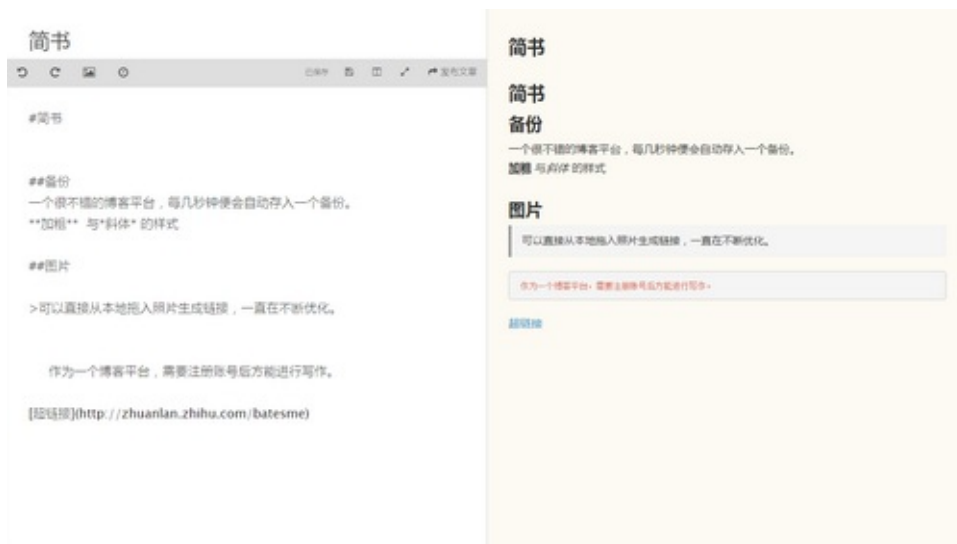 简书
已保存
发布文章
#简书
##备份
一个很不错的博客平台，每几秒钟便会自动存入一个备份。
**加粗** 与*斜体* 的样式
##图片
>可以直接从本地拖入照片生成链接，一直在不断优化。
作为一个博客平台，需要注册账号后方能进行写作。
[超链接](http://zhuanlan.zhihu.com/batesme)
简书
简书
备份
一个很不错的博客平台，每几秒钟便会自动存入一个备份。
加粗 与斜体 的样式
图片
可以直接从本地拖入照片生成链接，一直在不断优化。
作为一个博客平台，需要注册账号后方能进行写作。
超链接